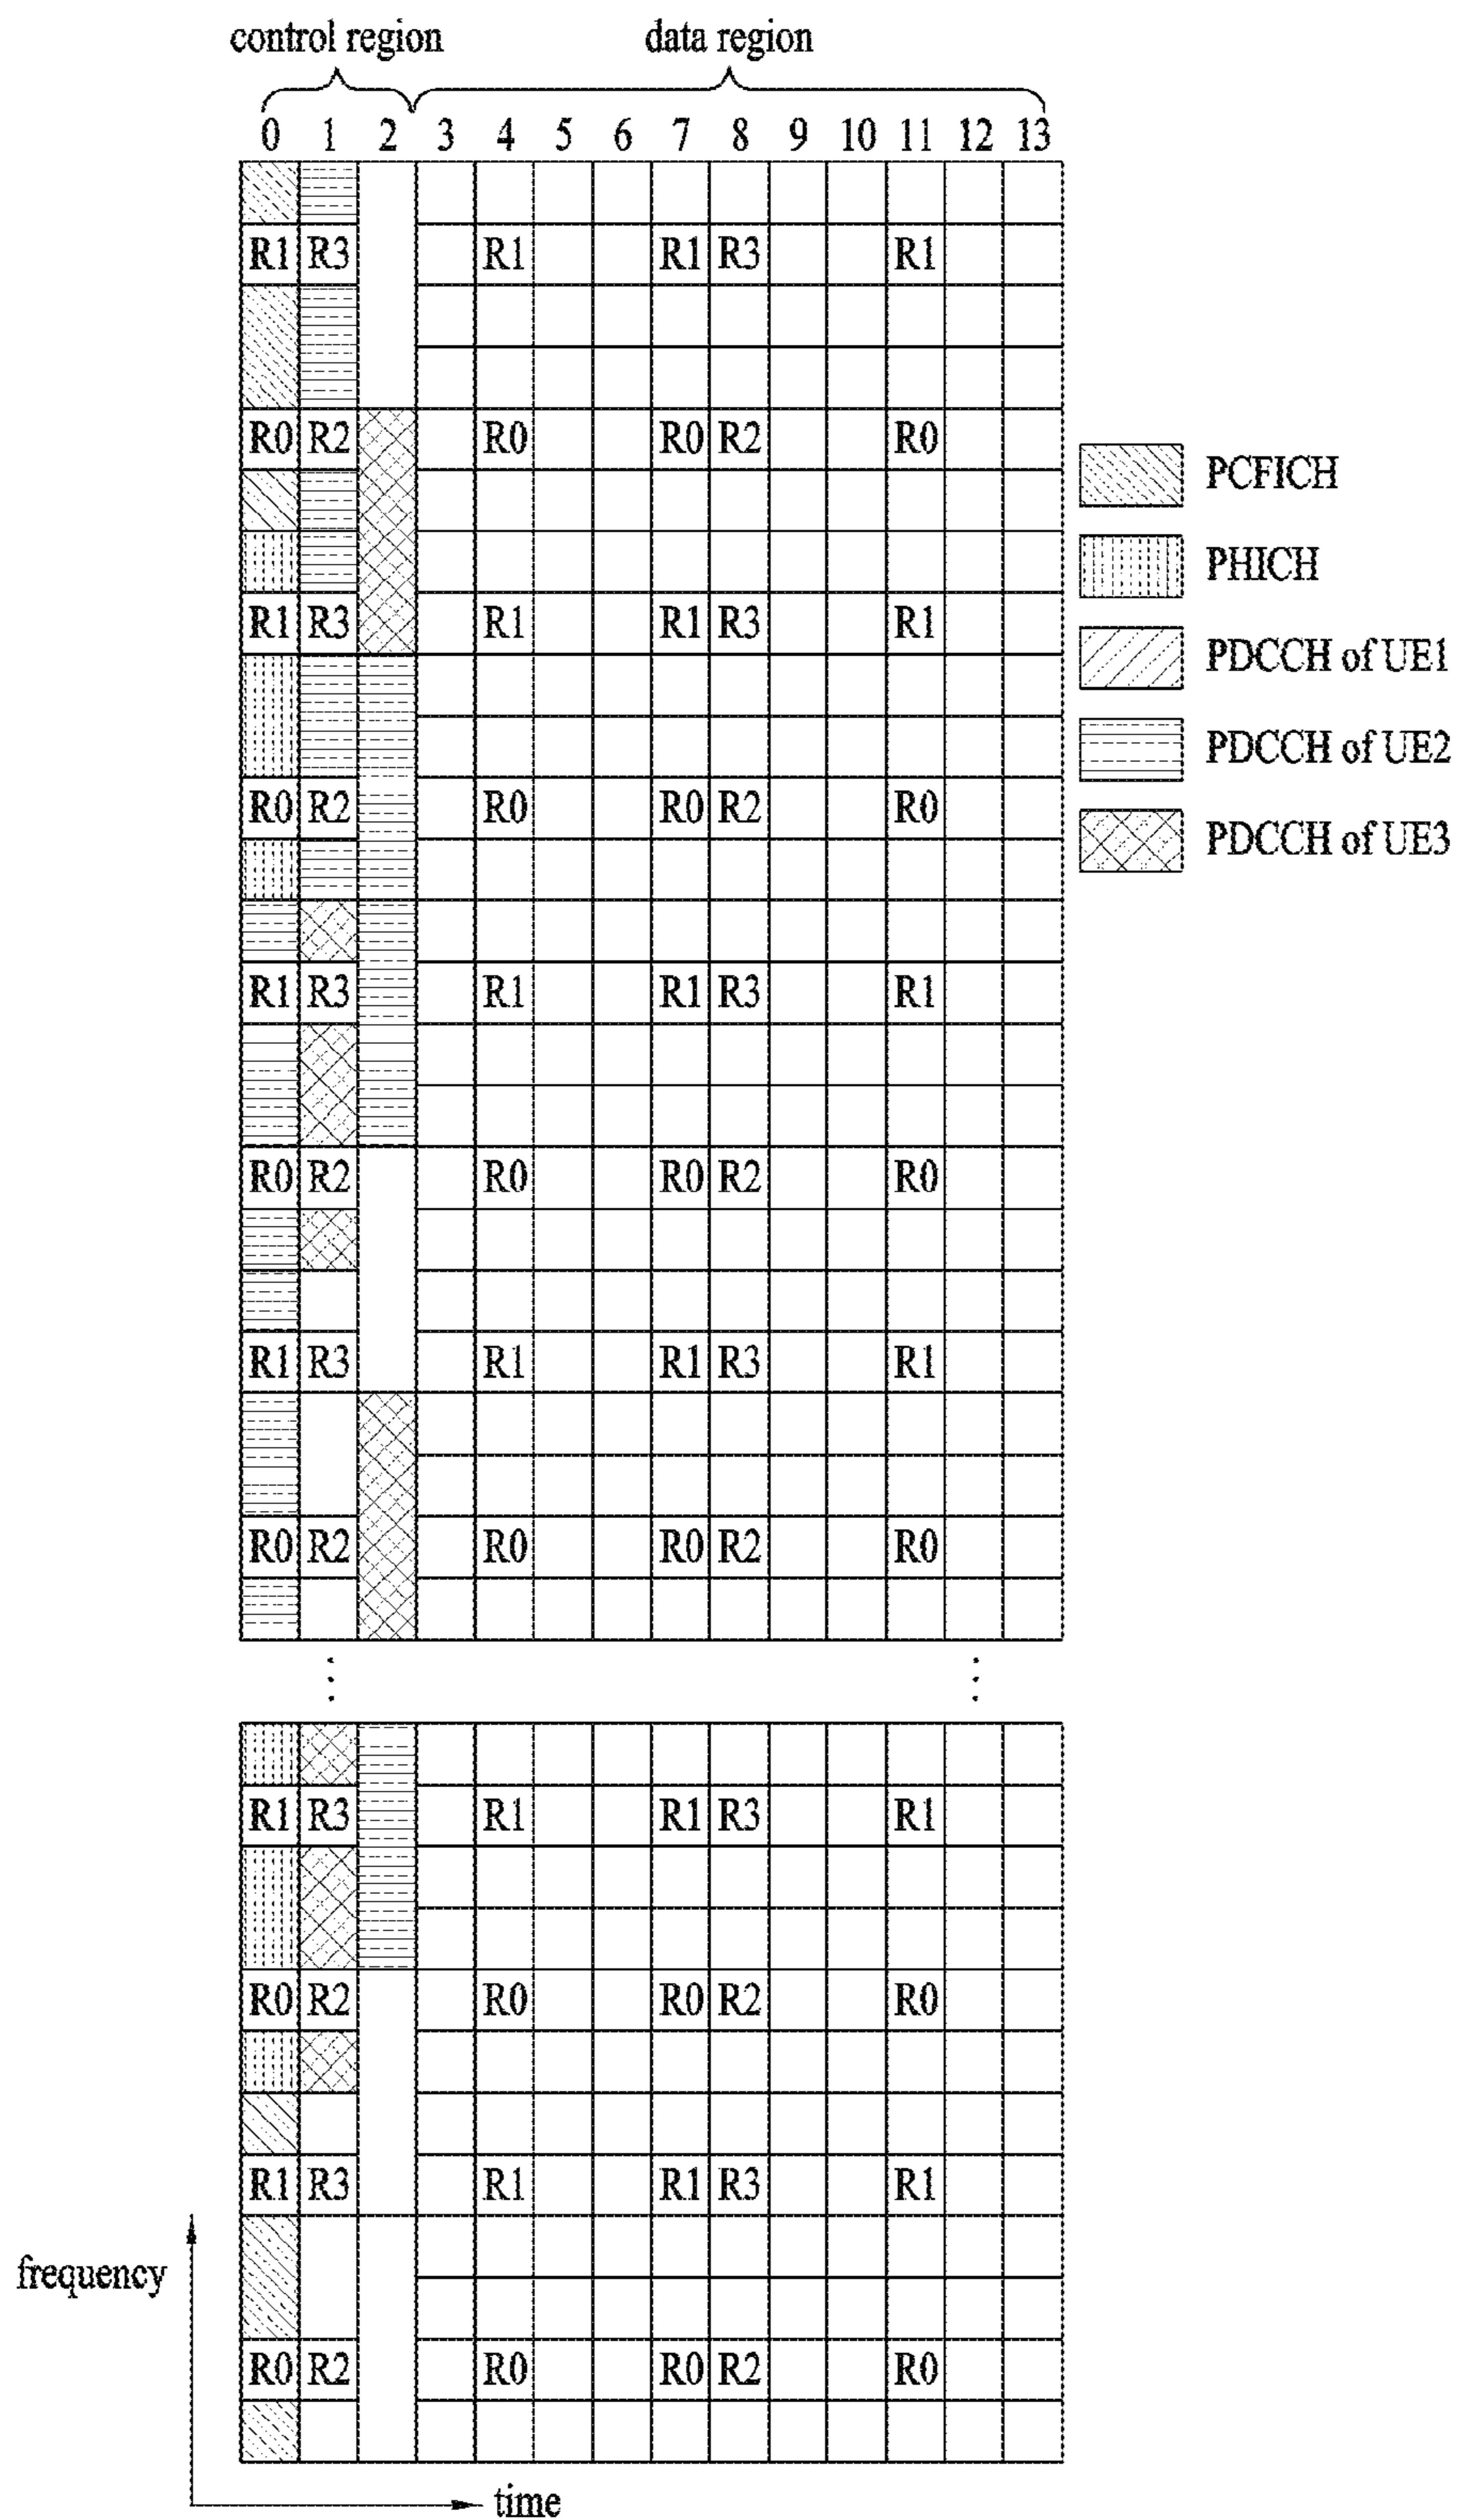 control region data region
0 1 2 3 4 5 6 7 8 9 10 11 12 13
R1 R3 R1 R1 R3 R1
R0 R2 R0 R0 R2 R0
PCFICH
PHICH
R1 R3 R1 R1 R3 R1
PDCCH of UE1
PDCCH of UE2
R0 R2 R0 R0 R2 R0
PDCCH of UE3
R1 R3 R1 R1 R3 R1
R0 R2 R0 R0 R2 R0
R1 R3 R1 R1 R3 R1
R0 R2 R0 R0 R2 R0
R1 R3 R1 R1 R3 R1
R0 R2 R0 R0 R2 R0
R1 R3 R1 R1 R3 R1
frequency
R0 R2 R0 R0 R2 R0
time